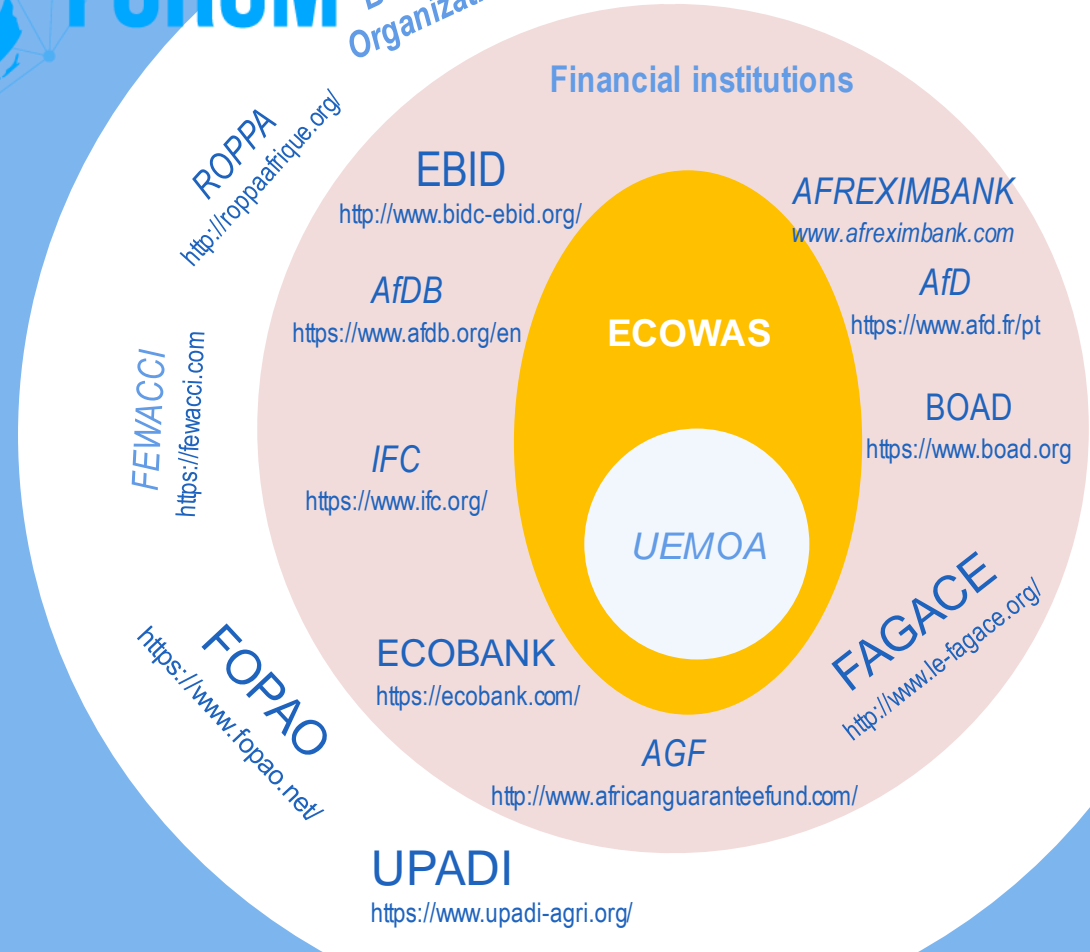 FORUM
Financial institutions
ROPPA
http://roppaafrique.org/
EBID
http://www.bidc-ebid.org/
AFREXIMBANK
www.afreximbank.com
AfDB
https://www.afdb.org/en
ECOWAS
AfD
https://www.afd.fr/pt
FEWACCI
https://fewacci.com
BOAD
https://www.boad.org
IFC
https://www.ifc.org/
UEMOA
FAGACE
http://www.le-fagace.org/
FOPAO
https://www.fopao.net/
ECOBANK
https://ecobank.com/
AGF
http://www.africanguaranteefund.com/
UPADI
https://www.upadi-agri.org/